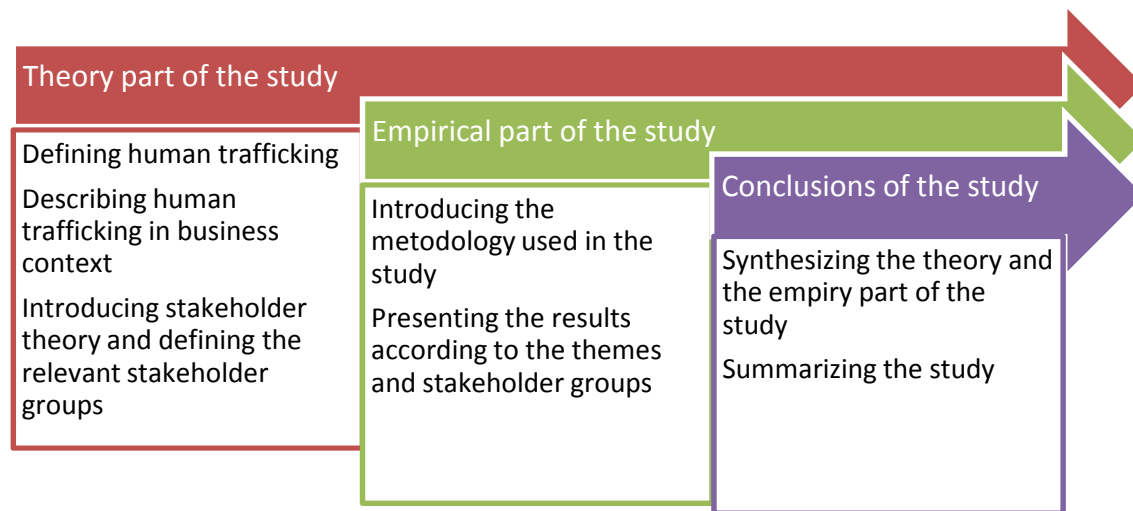 Theory part of the study
Defining human trafficking
Describing human
trafficking in business
context
Introducing stakeholder
theory and defining the
relevant stakeholder
groups
Empirical part of the study
Introducing the
metodology used in the
study
Presenting the results
according to the themes
and stakeholder groups
Conclusions of the study
Synthesizing the theory and
the empiry part of the
study
Summarizing the study